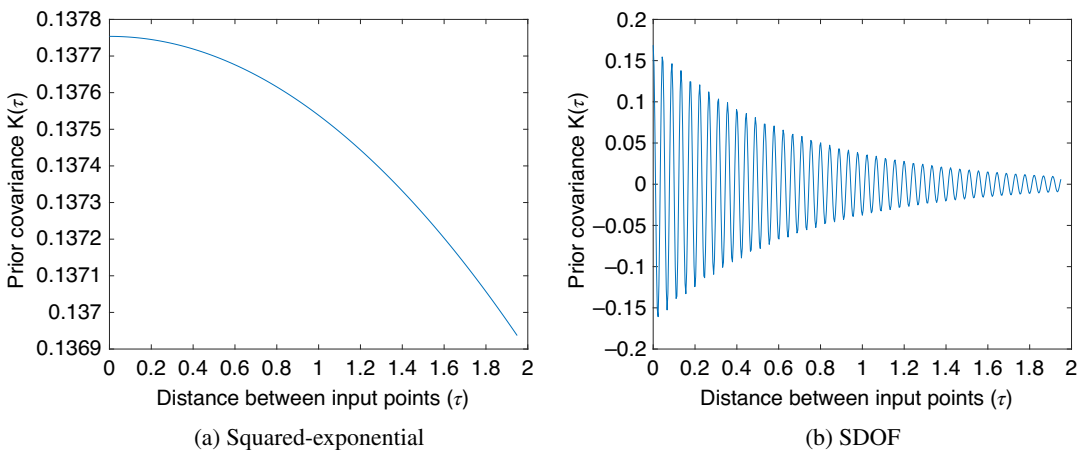 Prior covariance K(τ)
0.1378
0.1377
0.1376
0.1375
0.1374
0.1373
0.1372
0.1371
0.137
0.1369
0 0.2 0.4 0.6 0.8 1 1.2 1.4 1.6 1.8 2
Distance between input points (τ)
(a) Squared-exponential
Prior covariance K(τ)
0.2
0.15
0.1
0.05
0
−0.05
−0.1
−0.15
−0.2
0 0.2 0.4 0.6 0.8 1 1.2 1.4 1.6 1.8 2
Distance between input points (τ)
(b) SDOF